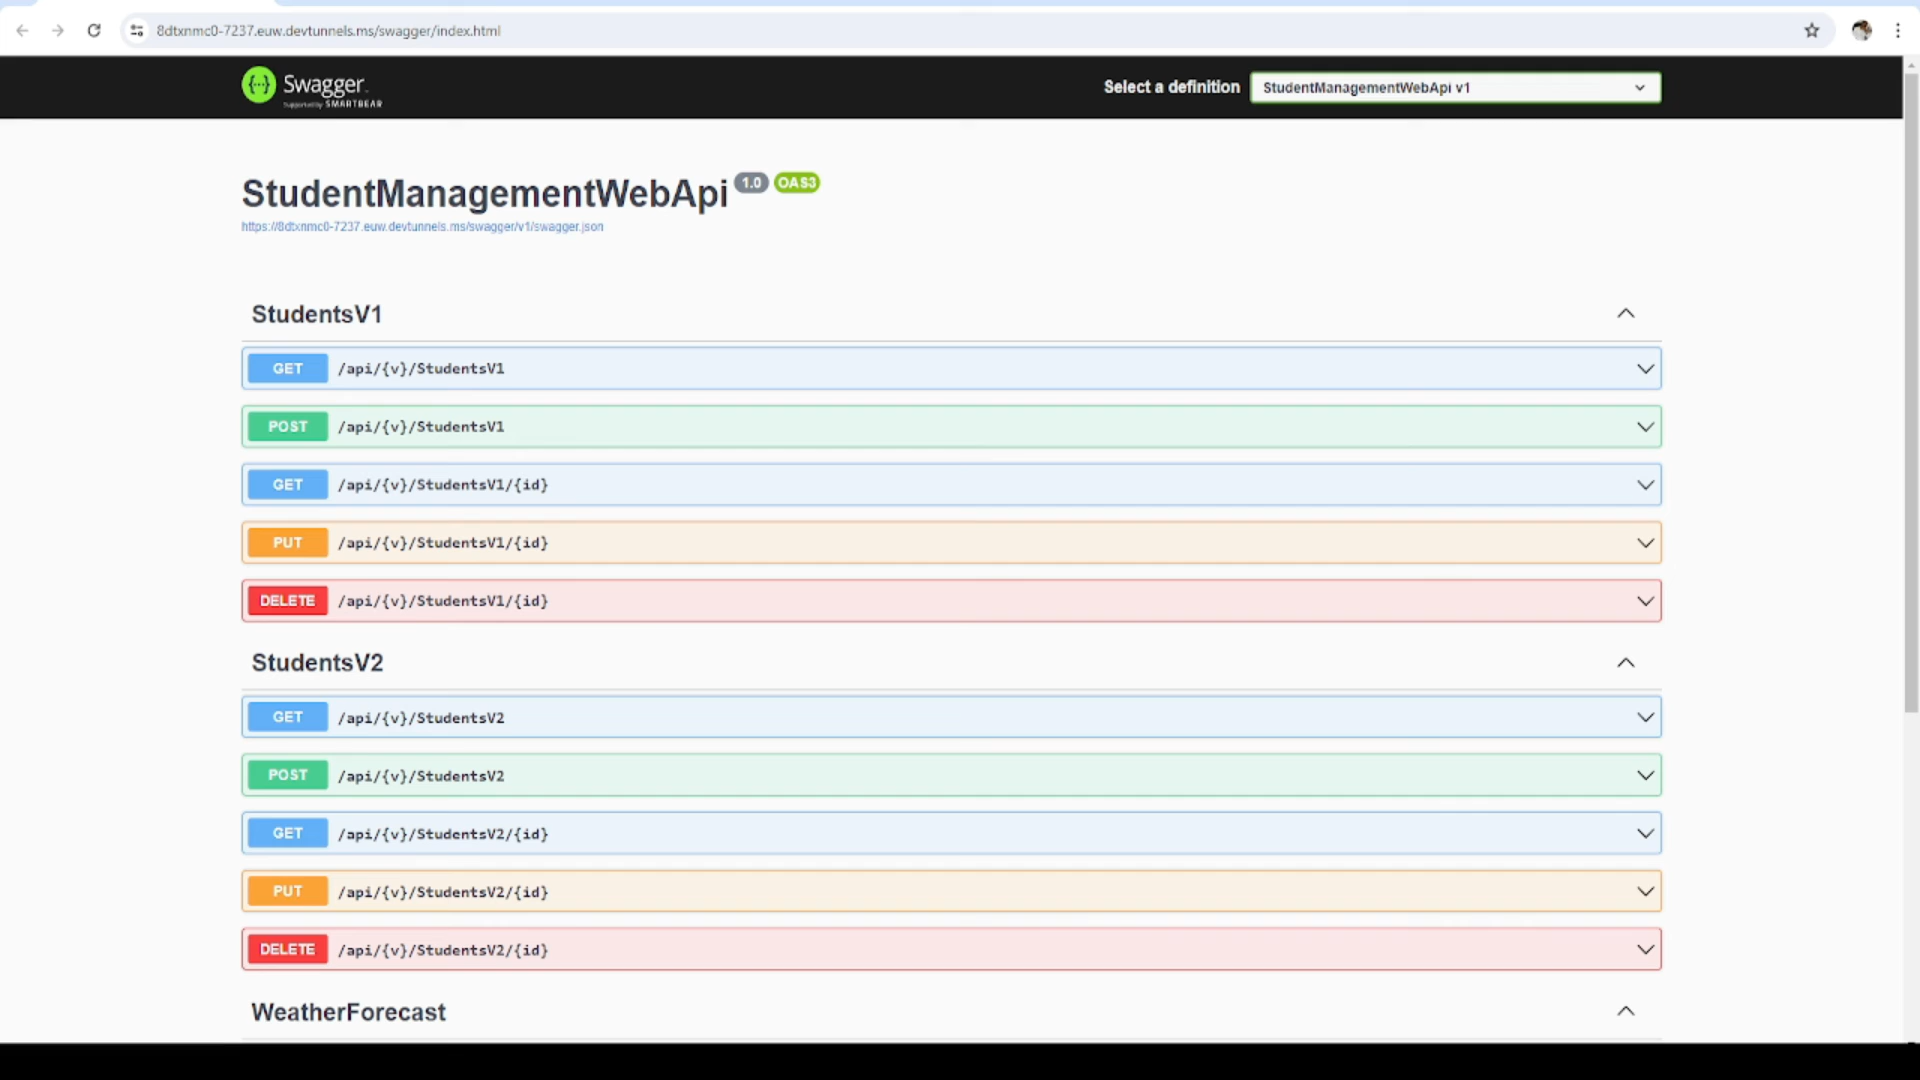 8dtxnmc0-7237.euw.devtunnels.ms/swagger/index.html
Swagger
Supported by SMARTBEAR
Select a definition
StudentManagementWebApi v1
StudentManagementWebApi 1.0 OAS3
https://8dtxnmc0-7237.euw.devtunnels.ms/swagger/v1/swagger.json
StudentsV1
GET /api/{v}/StudentsV1
POST /api/{v}/StudentsV1
GET /api/{v}/StudentsV1/{id}
PUT /api/{v}/StudentsV1/{id}
DELETE /api/{v}/StudentsV1/{id}
StudentsV2
GET /api/{v}/StudentsV2
POST /api/{v}/StudentsV2
GET /api/{v}/StudentsV2/{id}
PUT /api/{v}/StudentsV2/{id}
DELETE /api/{v}/StudentsV2/{id}
WeatherForecast